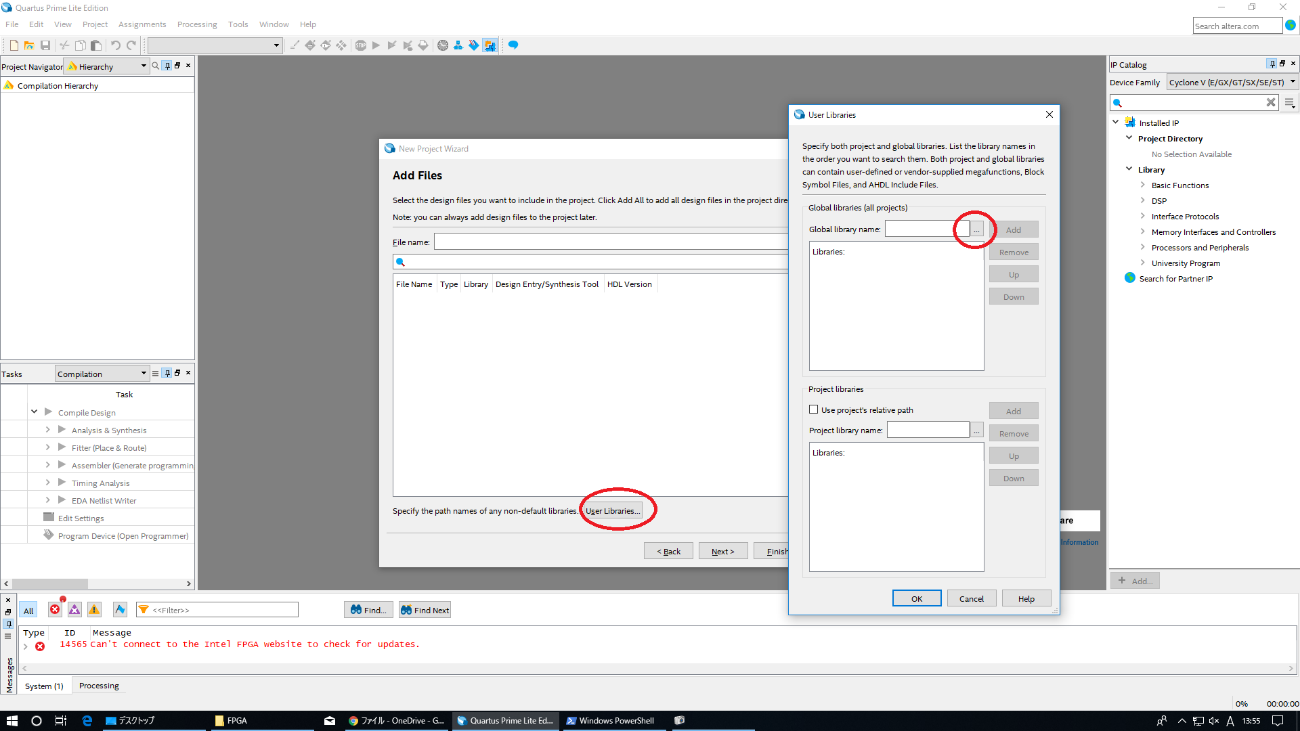 Quartus Prime Lite Edition
File Edit View Project Assignments Processing Tools Window Help
Search altera.com
Project Navigator Hierarchy
Compilation Hierarchy
Tasks Compilation
Task
Compile Design
Analysis & Synthesis
Fitter (Place & Route)
Assembler (Generate programmin
Timing Analysis
EDA Netlist Writer
Edit Settings
Program Device (Open Programmer)
New Project Wizard
Add Files
Select the design files you want to include in the project. Click Add All to add all design files in the project dire
Note: you can always add design files to the project later.
File name:
File Name Type Library Design Entry/Synthesis Tool HDL Version
Specify the path names of any non-default libraries. User Libraries...
< Back Next > Finish
User Libraries
Specify both project and global libraries. List the library names in
the order you want to search them. Both project and global libraries
can contain user-defined or vendor-supplied megafunctions, Block
Symbol Files, and AHDL Include Files.
Global libraries (all projects)
Global library name: ... Add
Libraries:
Remove
Up
Down
Project libraries
Use project's relative path
Add
Project library name: ...
Remove
Libraries:
Up
Down
OK Cancel Help
are
Information
IP Catalog
Device Family Cyclone V (E/GX/GT/SX/SE/ST)
Installed IP
Project Directory
No Selection Available
Library
Basic Functions
DSP
Interface Protocols
Memory Interfaces and Controllers
Processors and Peripherals
University Program
Search for Partner IP
+ Add...
All <<Filter>> Find... Find Next
Type ID Message
14565 Can't connect to the Intel FPGA website to check for updates.
Messages
System (1) Processing
0% 00:00:00
デスクトップ FPGA ファイル - OneDrive - G... Quartus Prime Lite Ed... Windows PowerShell A 13:55